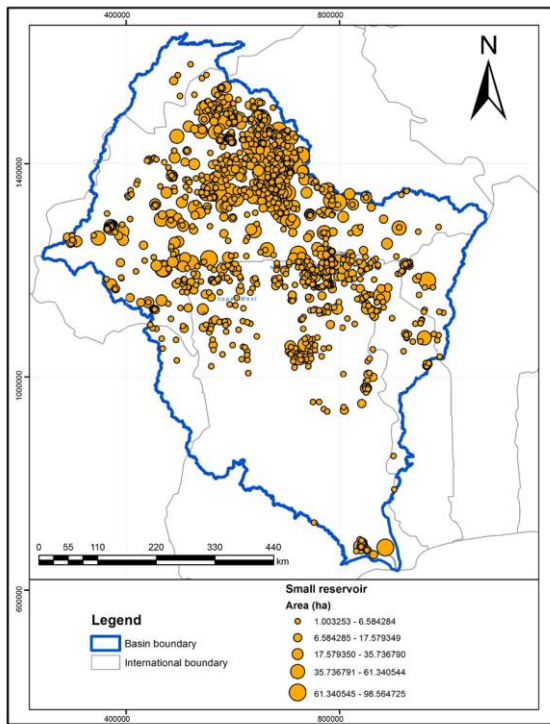 400000 800000
N
1400000
Upper West
1000000
0 55 110 220 330 440
km
600000
Small reservoir
Area (ha)
Legend
Basin boundary
International boundary
1.003253 - 6.584284
6.584285 - 17.579349
17.579350 - 35.736790
35.736791 - 61.340544
61.340545 - 98.564725
400000 800000